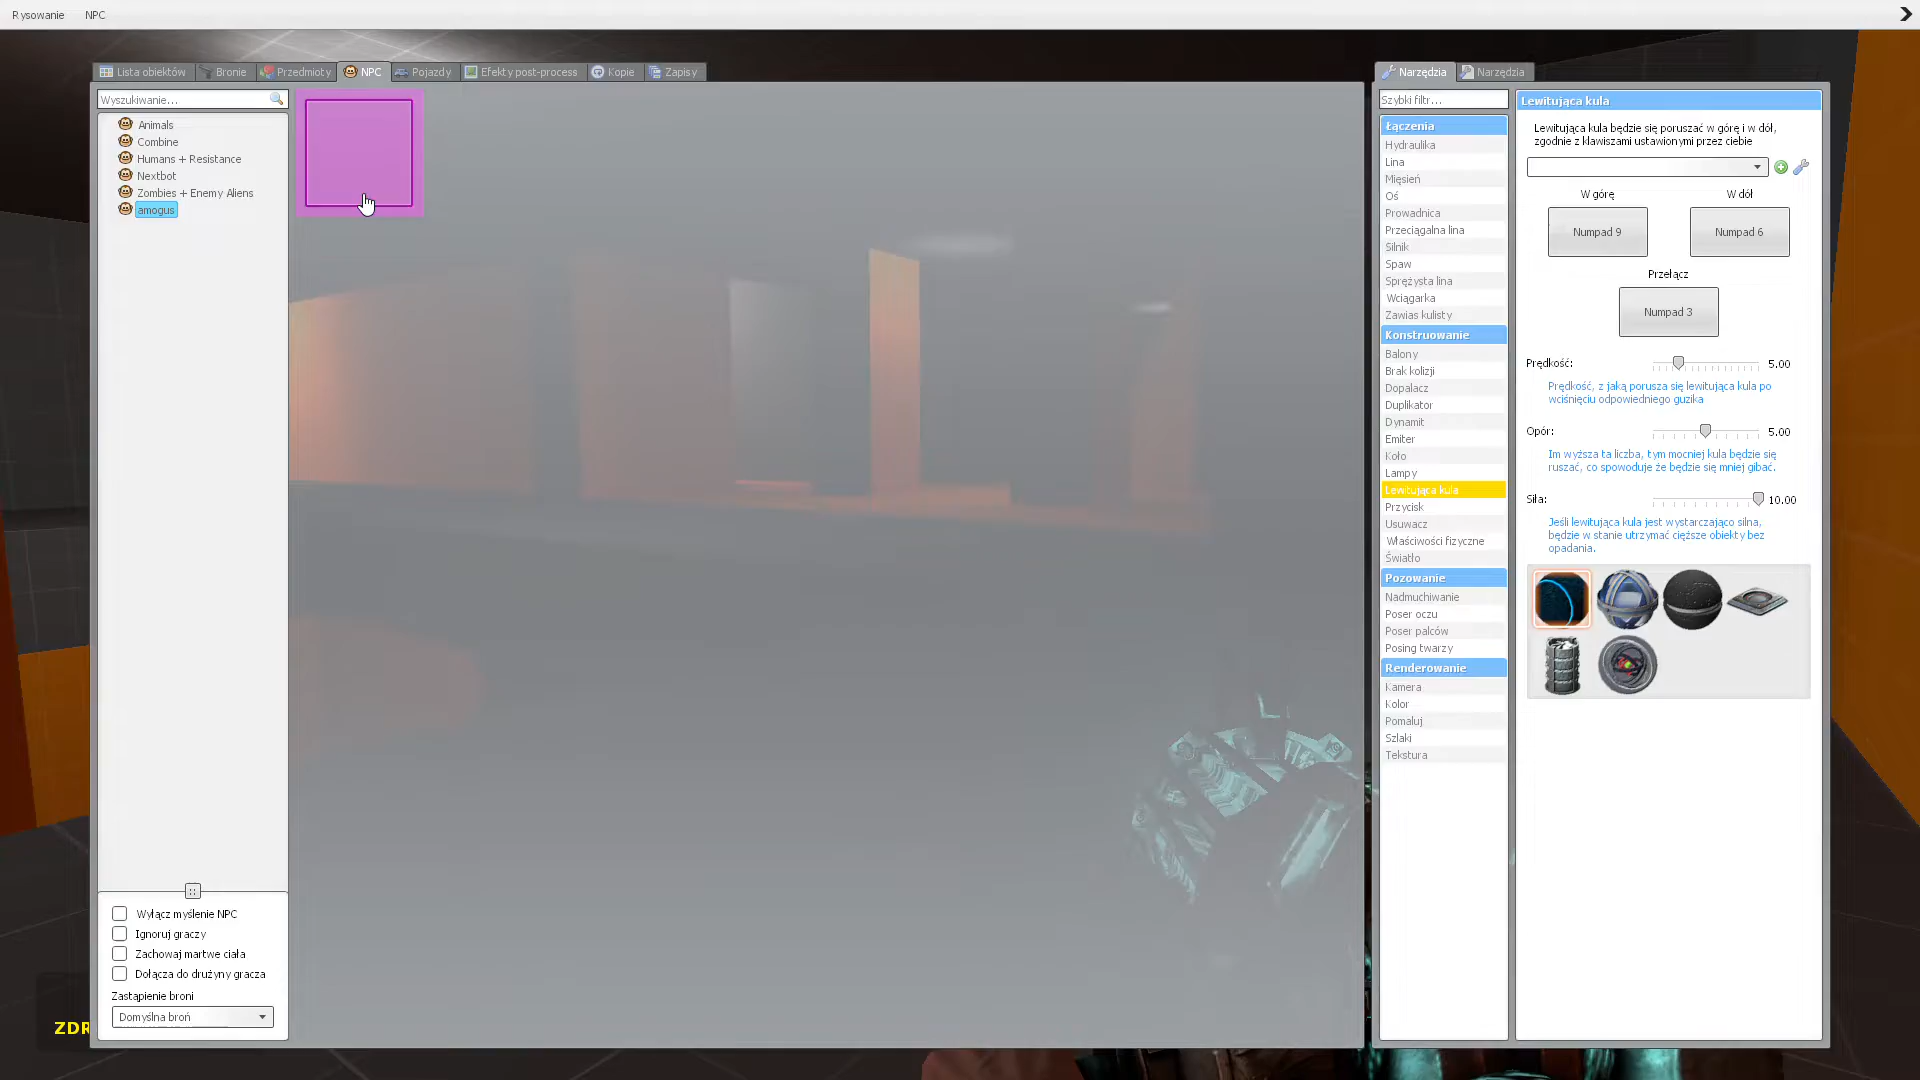 Rysowanie
NPC
Lista obiektów
Bronie
Przedmioty
NPC
Pojazdy
Efekty post-process
Kopie
Zapisy
Wyszukiwanie...
Animals
Combine
Humans + Resistance
Nextbot
Zombies + Enemy Aliens
amogus
Wyłącz myślenie NPC
Ignoruj graczy
Zachowaj martwe ciała
Dołącza do drużyny gracza
Zastąpienie broni
Domyślna broń
ZDR
Narzędzia
Narzędzia
Szybki filtr...
Łączenia
Hydraulika
Lina
Mięsień
Oś
Prowadnica
Przeciągalna lina
Silnik
Spaw
Sprężysta lina
Wciągarka
Zawias kulisty
Konstruowanie
Balony
Brak kolizji
Dopalacz
Duplikator
Dynamit
Emiter
Koło
Lampy
Lewitująca kula
Przycisk
Usuwacz
Właściwości fizyczne
Światło
Pozowanie
Nadmuchiwanie
Poser oczu
Poser palców
Posing twarzy
Renderowanie
Kamera
Kolor
Pomaluj
Szlaki
Tekstura
Lewitująca kula
Lewitująca kula będzie się poruszać w górę i w dół,
zgodnie z klawiszami ustawionymi przez ciebie
W górę
W dół
Numpad 9
Numpad 6
Przełącz
Numpad 3
Prędkość:
5.00
Prędkość, z jaką porusza się lewitująca kula po
wciśnięciu odpowiedniego guzika
Opór:
5.00
Im wyższa ta liczba, tym mocniej kula będzie się
ruszać, co spowoduje że będzie się mniej gibać.
Siła:
10.00
Jeśli lewitująca kula jest wystarczająco silna,
będzie w stanie utrzymać cięższe obiekty bez
opadania.